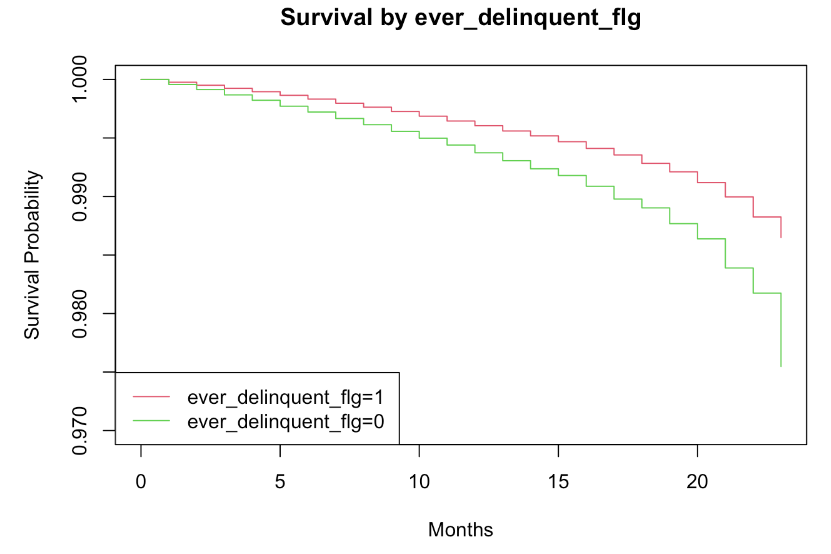 Survival by ever_delinquent_flg
Survival Probability
1.000
0.990
0.980
0.970
ever_delinquent_flg=1
ever_delinquent_flg=0
0 5 10 15 20
Months